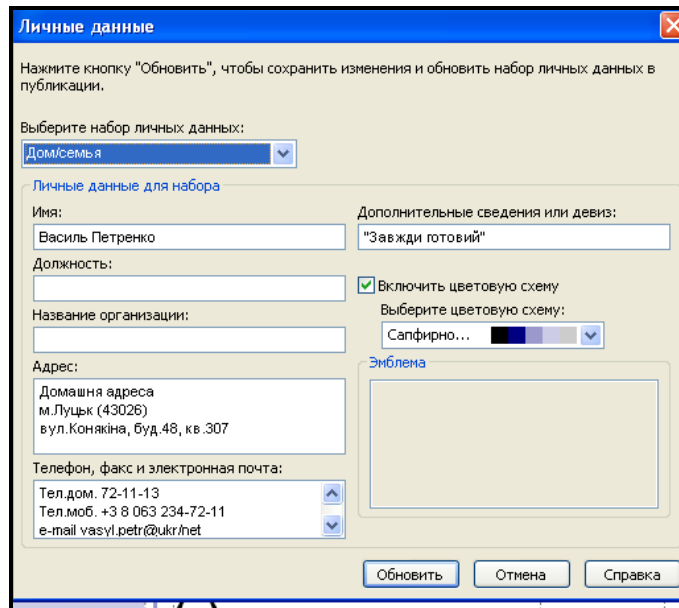 Личные данные
Нажмите кнопку "Обновить", чтобы сохранить изменения и обновить набор личных данных в
публикации.
Выберите набор личных данных:
Дом/семья
Личные данные для набора
Имя:
Василь Петренко
Дополнительные сведения или девиз:
"Завжди готовий"
Должность:
Включить цветовую схему
Название организации:
Выберите цветовую схему:
Сапфирно...
Адрес:
Домашня адреса
м.Луцьк (43026)
вул.Конякіна, буд.48, кв.307
Эмблема
Телефон, факс и электронная почта:
Тел.дом. 72-11-13
Тел.моб. +3 8 063 234-72-11
e-mail vasyl.petr@ukr/net
Обновить
Отмена
Справка